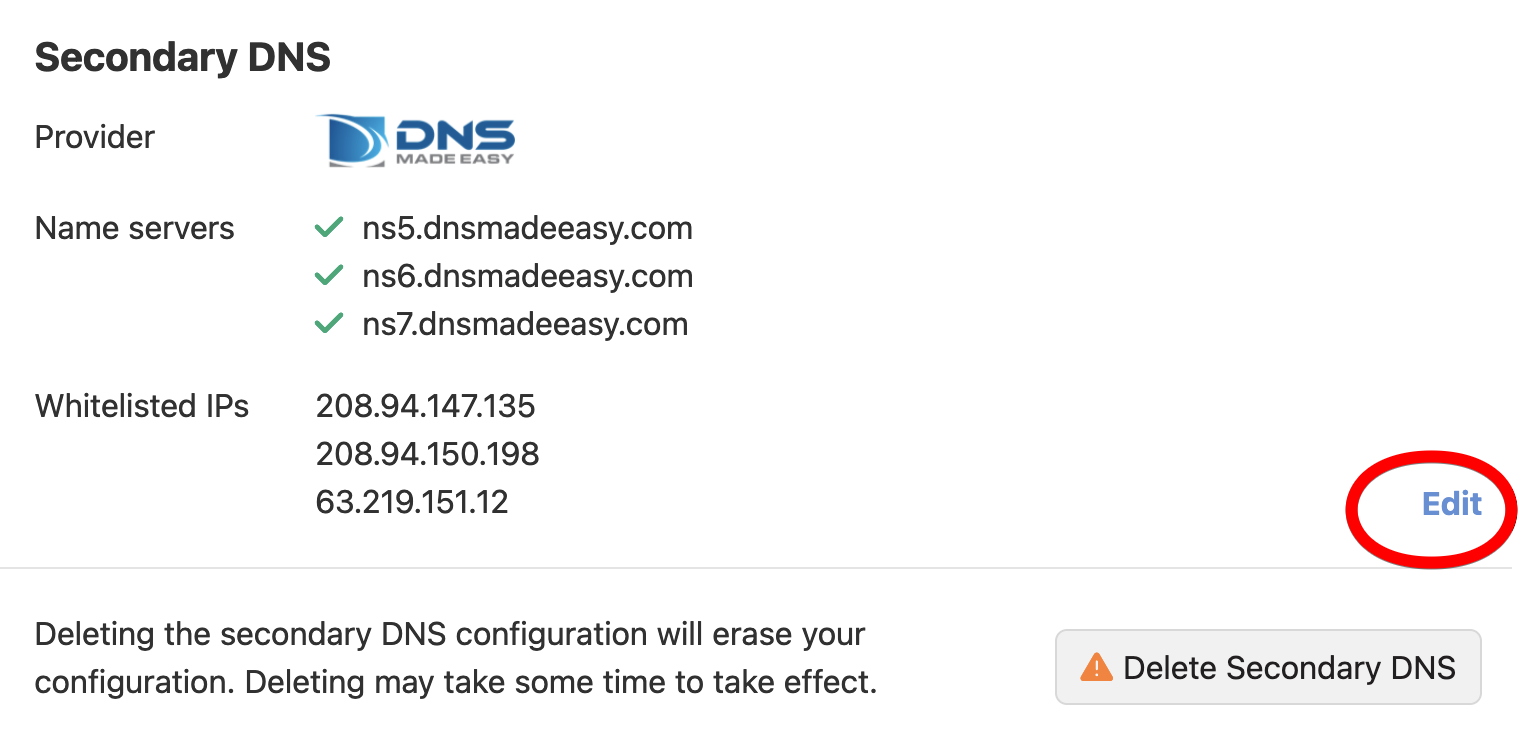 Secondary DNS
Provider
DNS
MADE EASY
Name servers
ns5.dnsmadeeasy.com
ns6.dnsmadeeasy.com
ns7.dnsmadeeasy.com
Whitelisted IPs
208.94.147.135
208.94.150.198
63.219.151.12
Edit
Deleting the secondary DNS configuration will erase your
configuration. Deleting may take some time to take effect.
Delete Secondary DNS